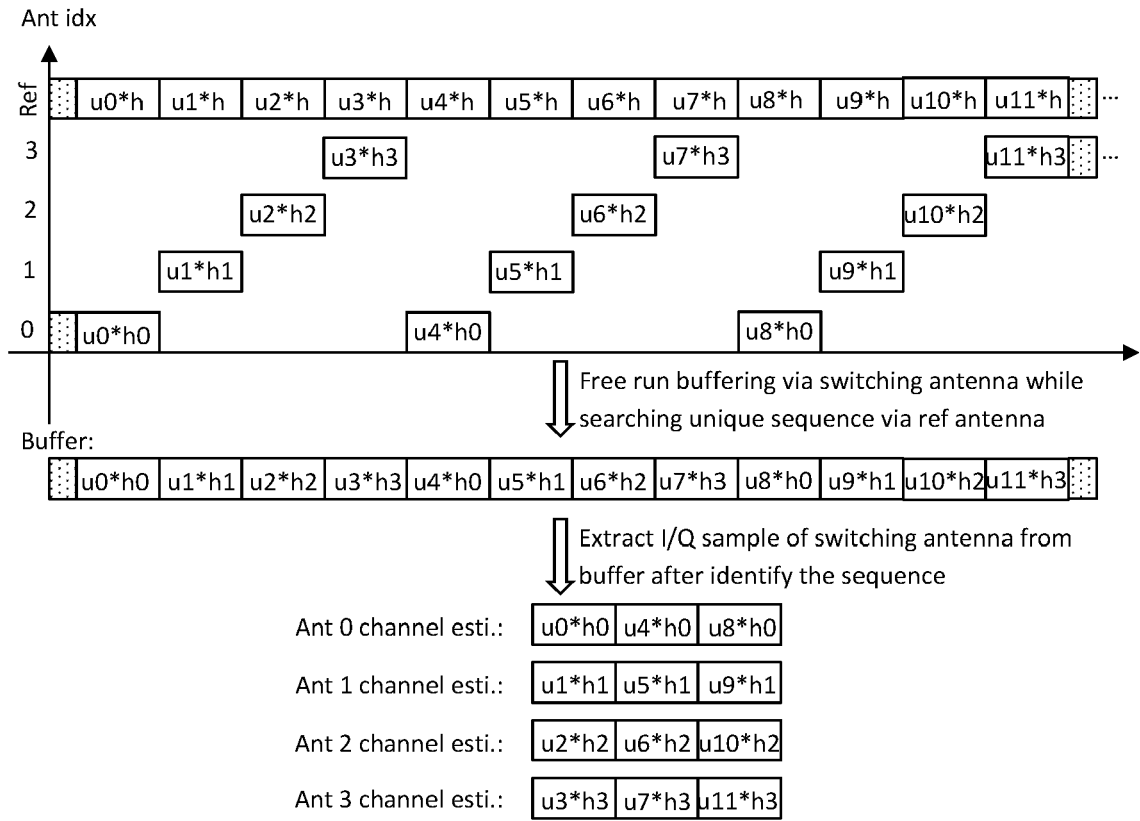 Ant idx
Ref u0*h u1*h u2*h u3*h u4*h u5*h u6*h u7*h u8*h u9*h u10*h u11*h ...
3 u3*h3 u7*h3 u11*h3 ...
2 u2*h2 u6*h2 u10*h2
1 u1*h1 u5*h1 u9*h1
0 u0*h0 u4*h0 u8*h0
Free run buffering via switching antenna while
searching unique sequence via ref antenna
Buffer:
u0*h0 u1*h1 u2*h2 u3*h3 u4*h0 u5*h1 u6*h2 u7*h3 u8*h0 u9*h1 u10*h2 u11*h3
Extract I/Q sample of switching antenna from
buffer after identify the sequence
Ant 0 channel esti.: u0*h0 u4*h0 u8*h0
Ant 1 channel esti.: u1*h1 u5*h1 u9*h1
Ant 2 channel esti.: u2*h2 u6*h2 u10*h2
Ant 3 channel esti.: u3*h3 u7*h3 u11*h3